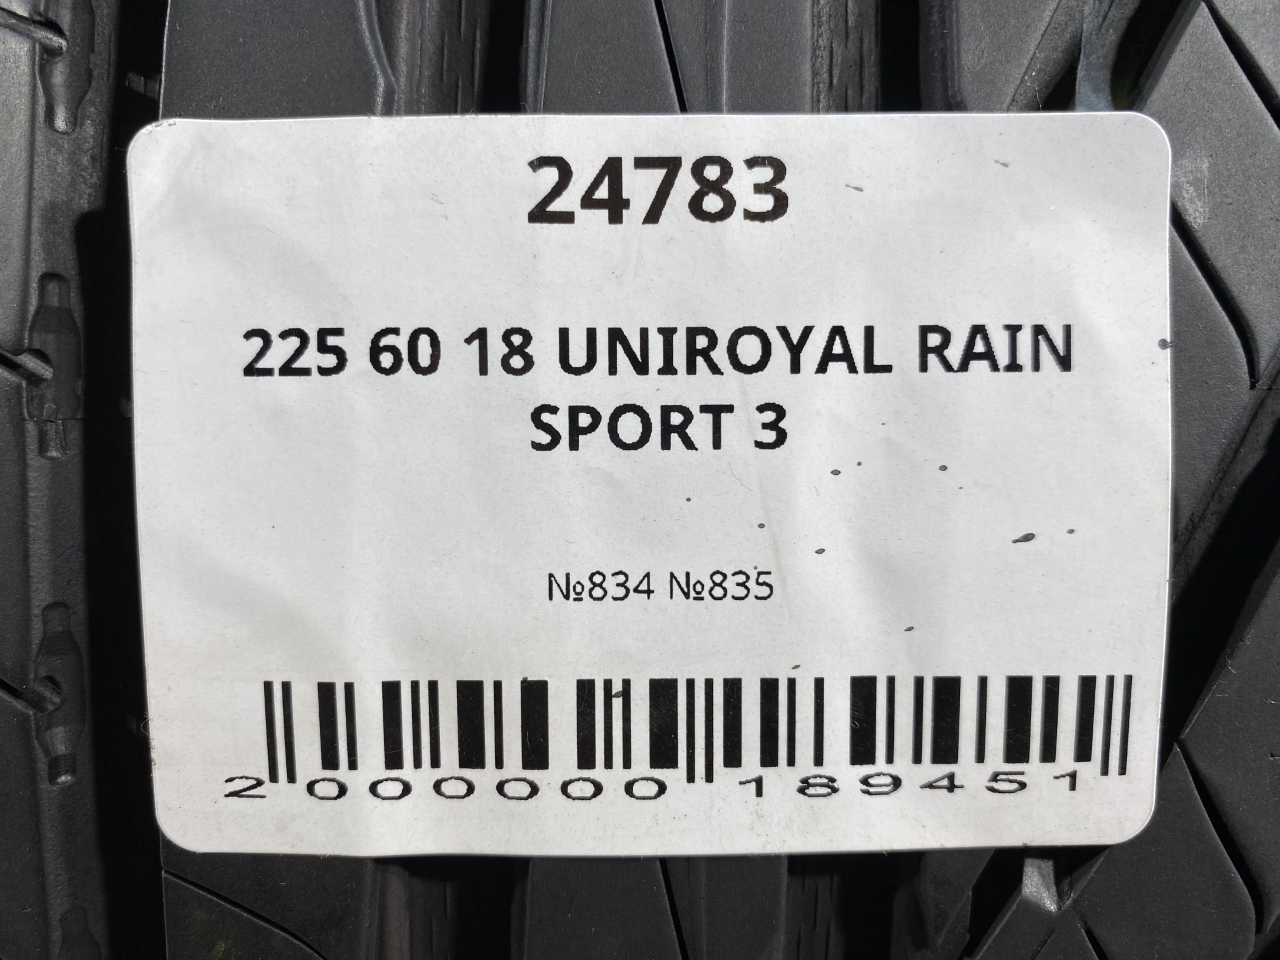 24783
225 60 18 UNIROYAL RAIN
SPORT 3
№834 №835
2 000000 189451